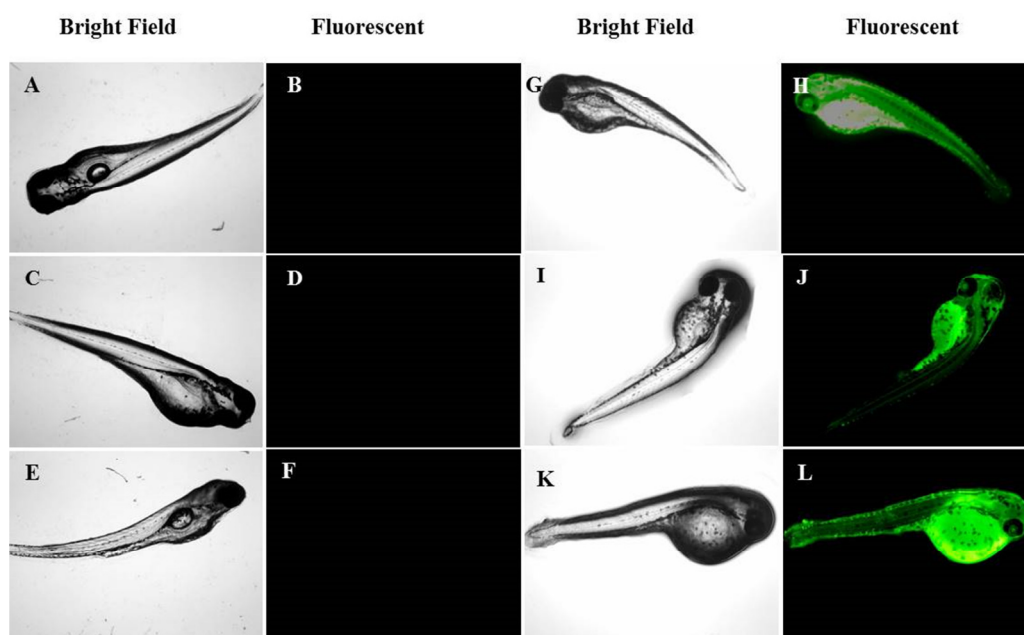 Bright Field Fluorescent Bright Field Fluorescent
A B G H
C D I J
E F K L